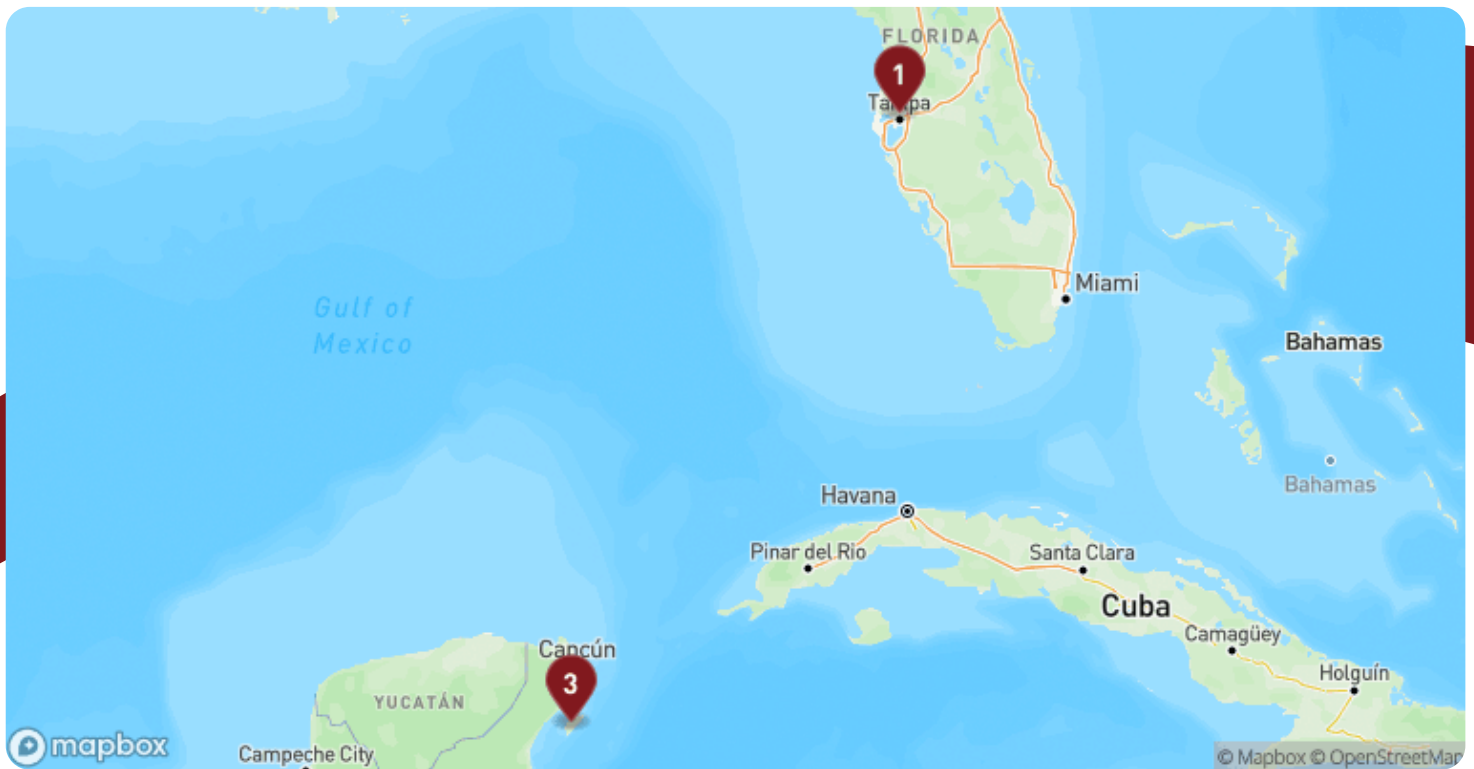 FLORIDA
1
Tampa
Miami
Gulf of
Mexico
Bahamas
Bahamas
Havana
Pinar del Rio
Santa Clara
Cuba
Camagüey
Cancún
Holguín
3
YUCATÁN
mapbox
Campeche City
© Mapbox © OpenStreetMap